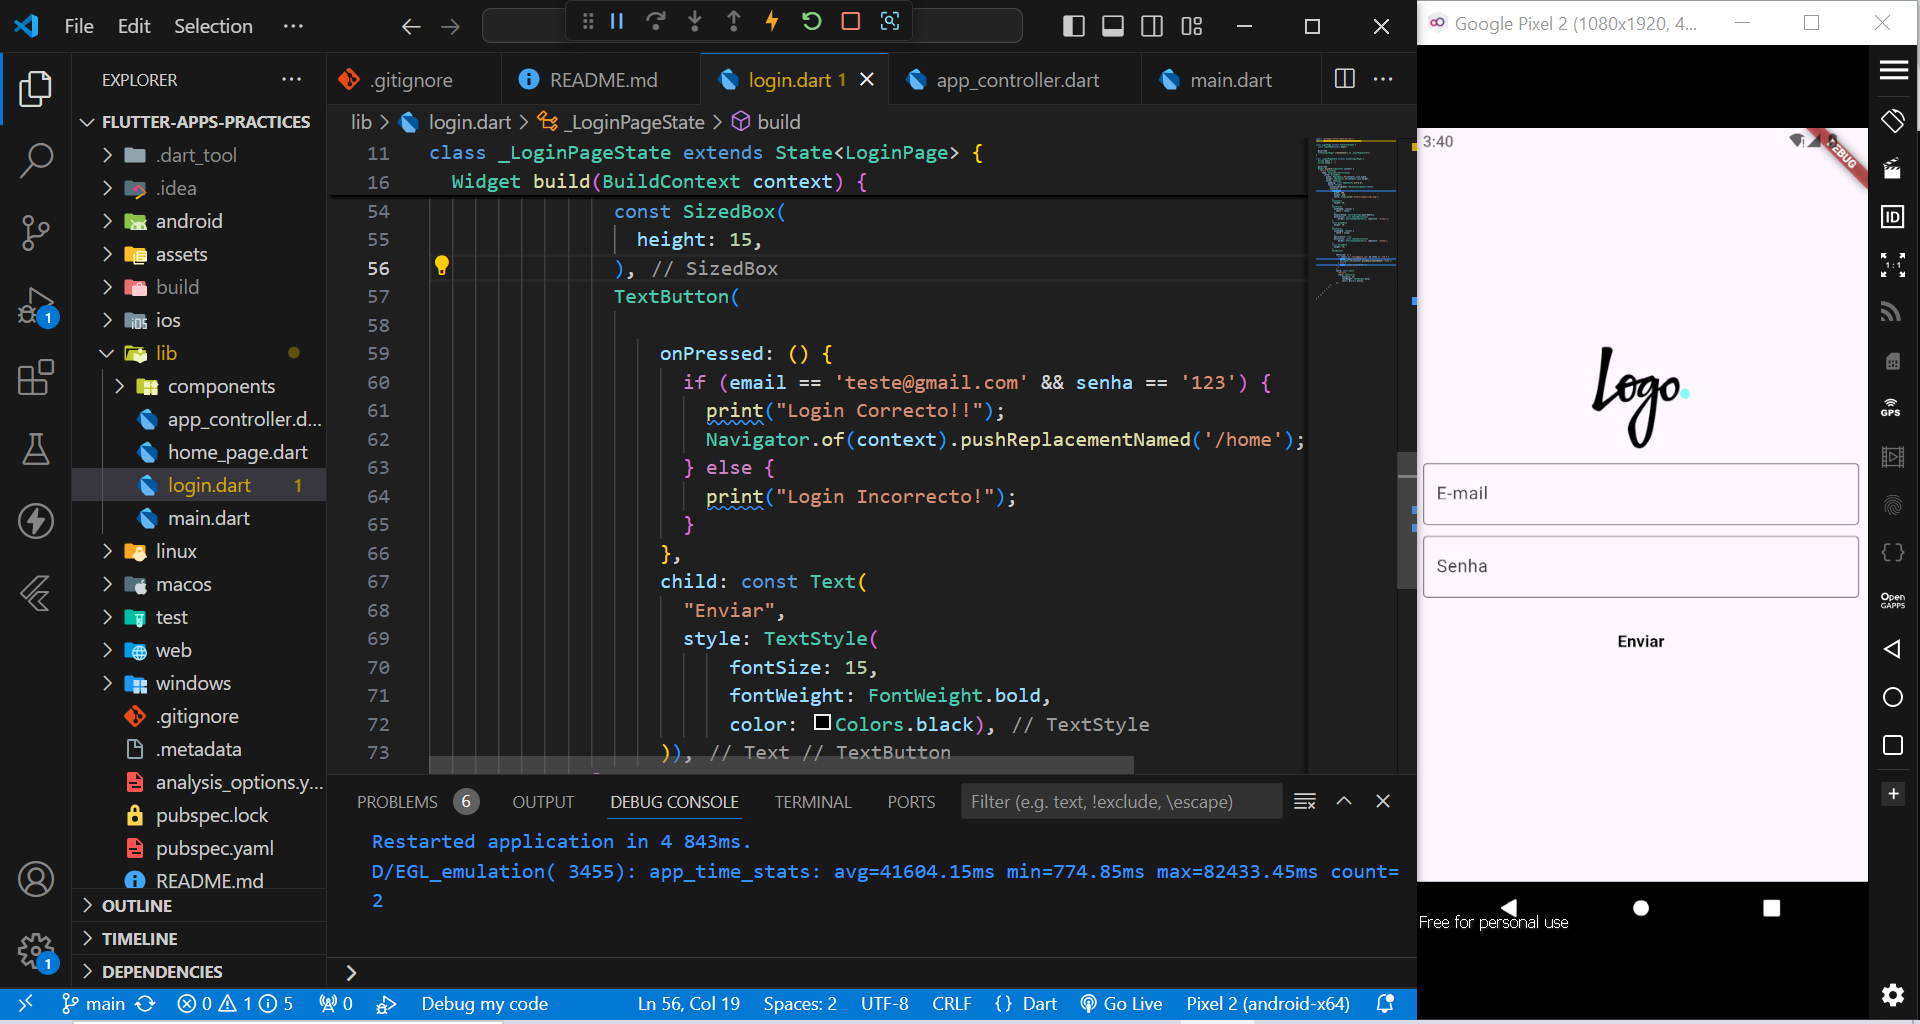 File Edit Selection ···
EXPLORER ···
FLUTTER-APPS-PRACTICES
.dart_tool
.idea
android
assets
build
ios
lib
components
app_controller.d...
home_page.dart
login.dart 1
main.dart
linux
macos
test
web
windows
.gitignore
.metadata
analysis_options.y...
pubspec.lock
pubspec.yaml
README.md
OUTLINE
TIMELINE
DEPENDENCIES
1
1
.gitignore README.md login.dart 1 app_controller.dart main.dart ···
lib > login.dart > _LoginPageState > build
11 class _LoginPageState extends State<LoginPage> {
16 Widget build(BuildContext context) {
54 const SizedBox(
55 height: 15,
56 ), // SizedBox
57 TextButton(
58
59 onPressed: () {
60 if (email == 'teste@gmail.com' && senha == '123') {
61 print("Login Correcto!!");
62 Navigator.of(context).pushReplacementNamed('/home');
63 } else {
64 print("Login Incorrecto!");
65 }
66 },
67 child: const Text(
68 "Enviar",
69 style: TextStyle(
70 fontSize: 15,
71 fontWeight: FontWeight.bold,
72 color: Colors.black), // TextStyle
73 )), // Text // TextButton
PROBLEMS 6 OUTPUT DEBUG CONSOLE TERMINAL PORTS Filter (e.g. text, !exclude, \escape)
Restarted application in 4 843ms.
D/EGL_emulation( 3455): app_time_stats: avg=41604.15ms min=774.85ms max=82433.45ms count=
2
>
main 0 1 5 0 Debug my code Ln 56, Col 19 Spaces: 2 UTF-8 CRLF {} Dart Go Live Pixel 2 (android-x64)
Google Pixel 2 (1080x1920, 4...
3:40
DEBUG
Logo.
E-mail
Senha
Enviar
Free for personal use
ID
1:1
GPS
Open
GAPPS